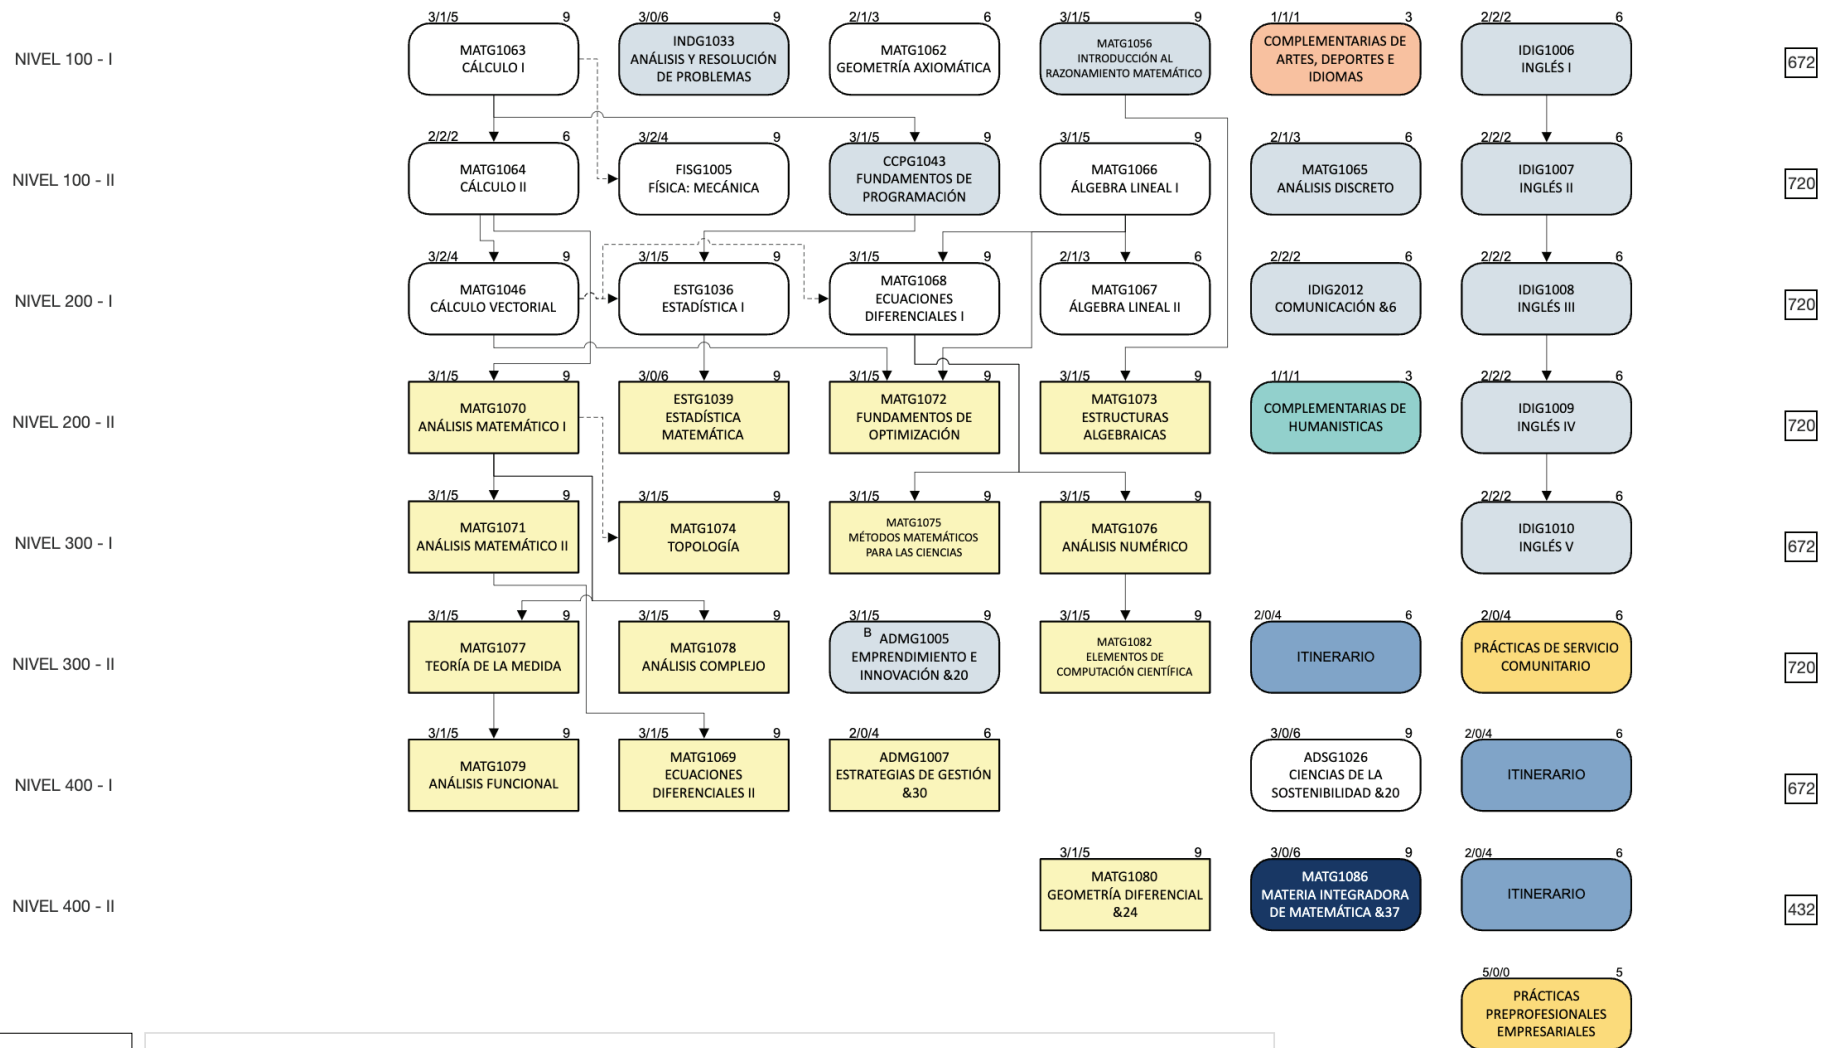 3/1/5 9 3/0/6 9 2/1/3 6 3/1/5 9 1/1/1 3 2/2/2 6
NIVEL 100 - I
MATG1063
CÁLCULO I
INDG1033
ANÁLISIS Y RESOLUCIÓN
DE PROBLEMAS
MATG1062
GEOMETRÍA AXIOMÁTICA
MATG1056
INTRODUCCIÓN AL
RAZONAMIENTO MATEMÁTICO
COMPLEMENTARIAS DE
ARTES, DEPORTES E
IDIOMAS
IDIG1006
INGLÉS I
672
2/2/2 6 3/2/4 9 3/1/5 9 3/1/5 9 2/1/3 6 2/2/2 6
NIVEL 100 - II
MATG1064
CÁLCULO II
FISG1005
FÍSICA: MECÁNICA
CCPG1043
FUNDAMENTOS DE
PROGRAMACIÓN
MATG1066
ÁLGEBRA LINEAL I
MATG1065
ANÁLISIS DISCRETO
IDIG1007
INGLÉS II
720
3/2/4 9 3/1/5 9 3/1/5 9 2/1/3 6 2/2/2 6 2/2/2 6
NIVEL 200 - I
MATG1046
CÁLCULO VECTORIAL
ESTG1036
ESTADÍSTICA I
MATG1068
ECUACIONES
DIFERENCIALES I
MATG1067
ÁLGEBRA LINEAL II
IDIG2012
COMUNICACIÓN &6
IDIG1008
INGLÉS III
720
3/1/5 9 3/0/6 9 3/1/5 9 3/1/5 9 1/1/1 3 2/2/2 6
NIVEL 200 - II
MATG1070
ANÁLISIS MATEMÁTICO I
ESTG1039
ESTADÍSTICA
MATEMÁTICA
MATG1072
FUNDAMENTOS DE
OPTIMIZACIÓN
MATG1073
ESTRUCTURAS
ALGEBRAICAS
COMPLEMENTARIAS DE
HUMANISTICAS
IDIG1009
INGLÉS IV
720
3/1/5 9 3/1/5 9 3/1/5 9 3/1/5 9 2/2/2 6
NIVEL 300 - I
MATG1071
ANÁLISIS MATEMÁTICO II
MATG1074
TOPOLOGÍA
MATG1075
MÉTODOS MATEMÁTICOS
PARA LAS CIENCIAS
MATG1076
ANÁLISIS NUMÉRICO
IDIG1010
INGLÉS V
672
3/1/5 9 3/1/5 9 3/1/5 9 3/1/5 9 2/0/4 6 2/0/4 6
NIVEL 300 - II
MATG1077
TEORÍA DE LA MEDIDA
MATG1078
ANÁLISIS COMPLEJO
B ADMG1005
EMPRENDIMIENTO E
INNOVACIÓN &20
MATG1082
ELEMENTOS DE
COMPUTACIÓN CIENTÍFICA
ITINERARIO
PRÁCTICAS DE SERVICIO
COMUNITARIO
720
3/1/5 9 3/1/5 9 2/0/4 6 3/0/6 9 2/0/4 6
NIVEL 400 - I
MATG1079
ANÁLISIS FUNCIONAL
MATG1069
ECUACIONES
DIFERENCIALES II
ADMG1007
ESTRATEGIAS DE GESTIÓN
&30
ADSG1026
CIENCIAS DE LA
SOSTENIBILIDAD &20
ITINERARIO
672
3/1/5 9 3/0/6 9 2/0/4 6
NIVEL 400 - II
MATG1080
GEOMETRÍA DIFERENCIAL
&24
MATG1086
MATERIA INTEGRADORA
DE MATEMÁTICA &37
ITINERARIO
432
5/0/0 5
PRÁCTICAS
PREPROFESIONALES
EMPRESARIALES